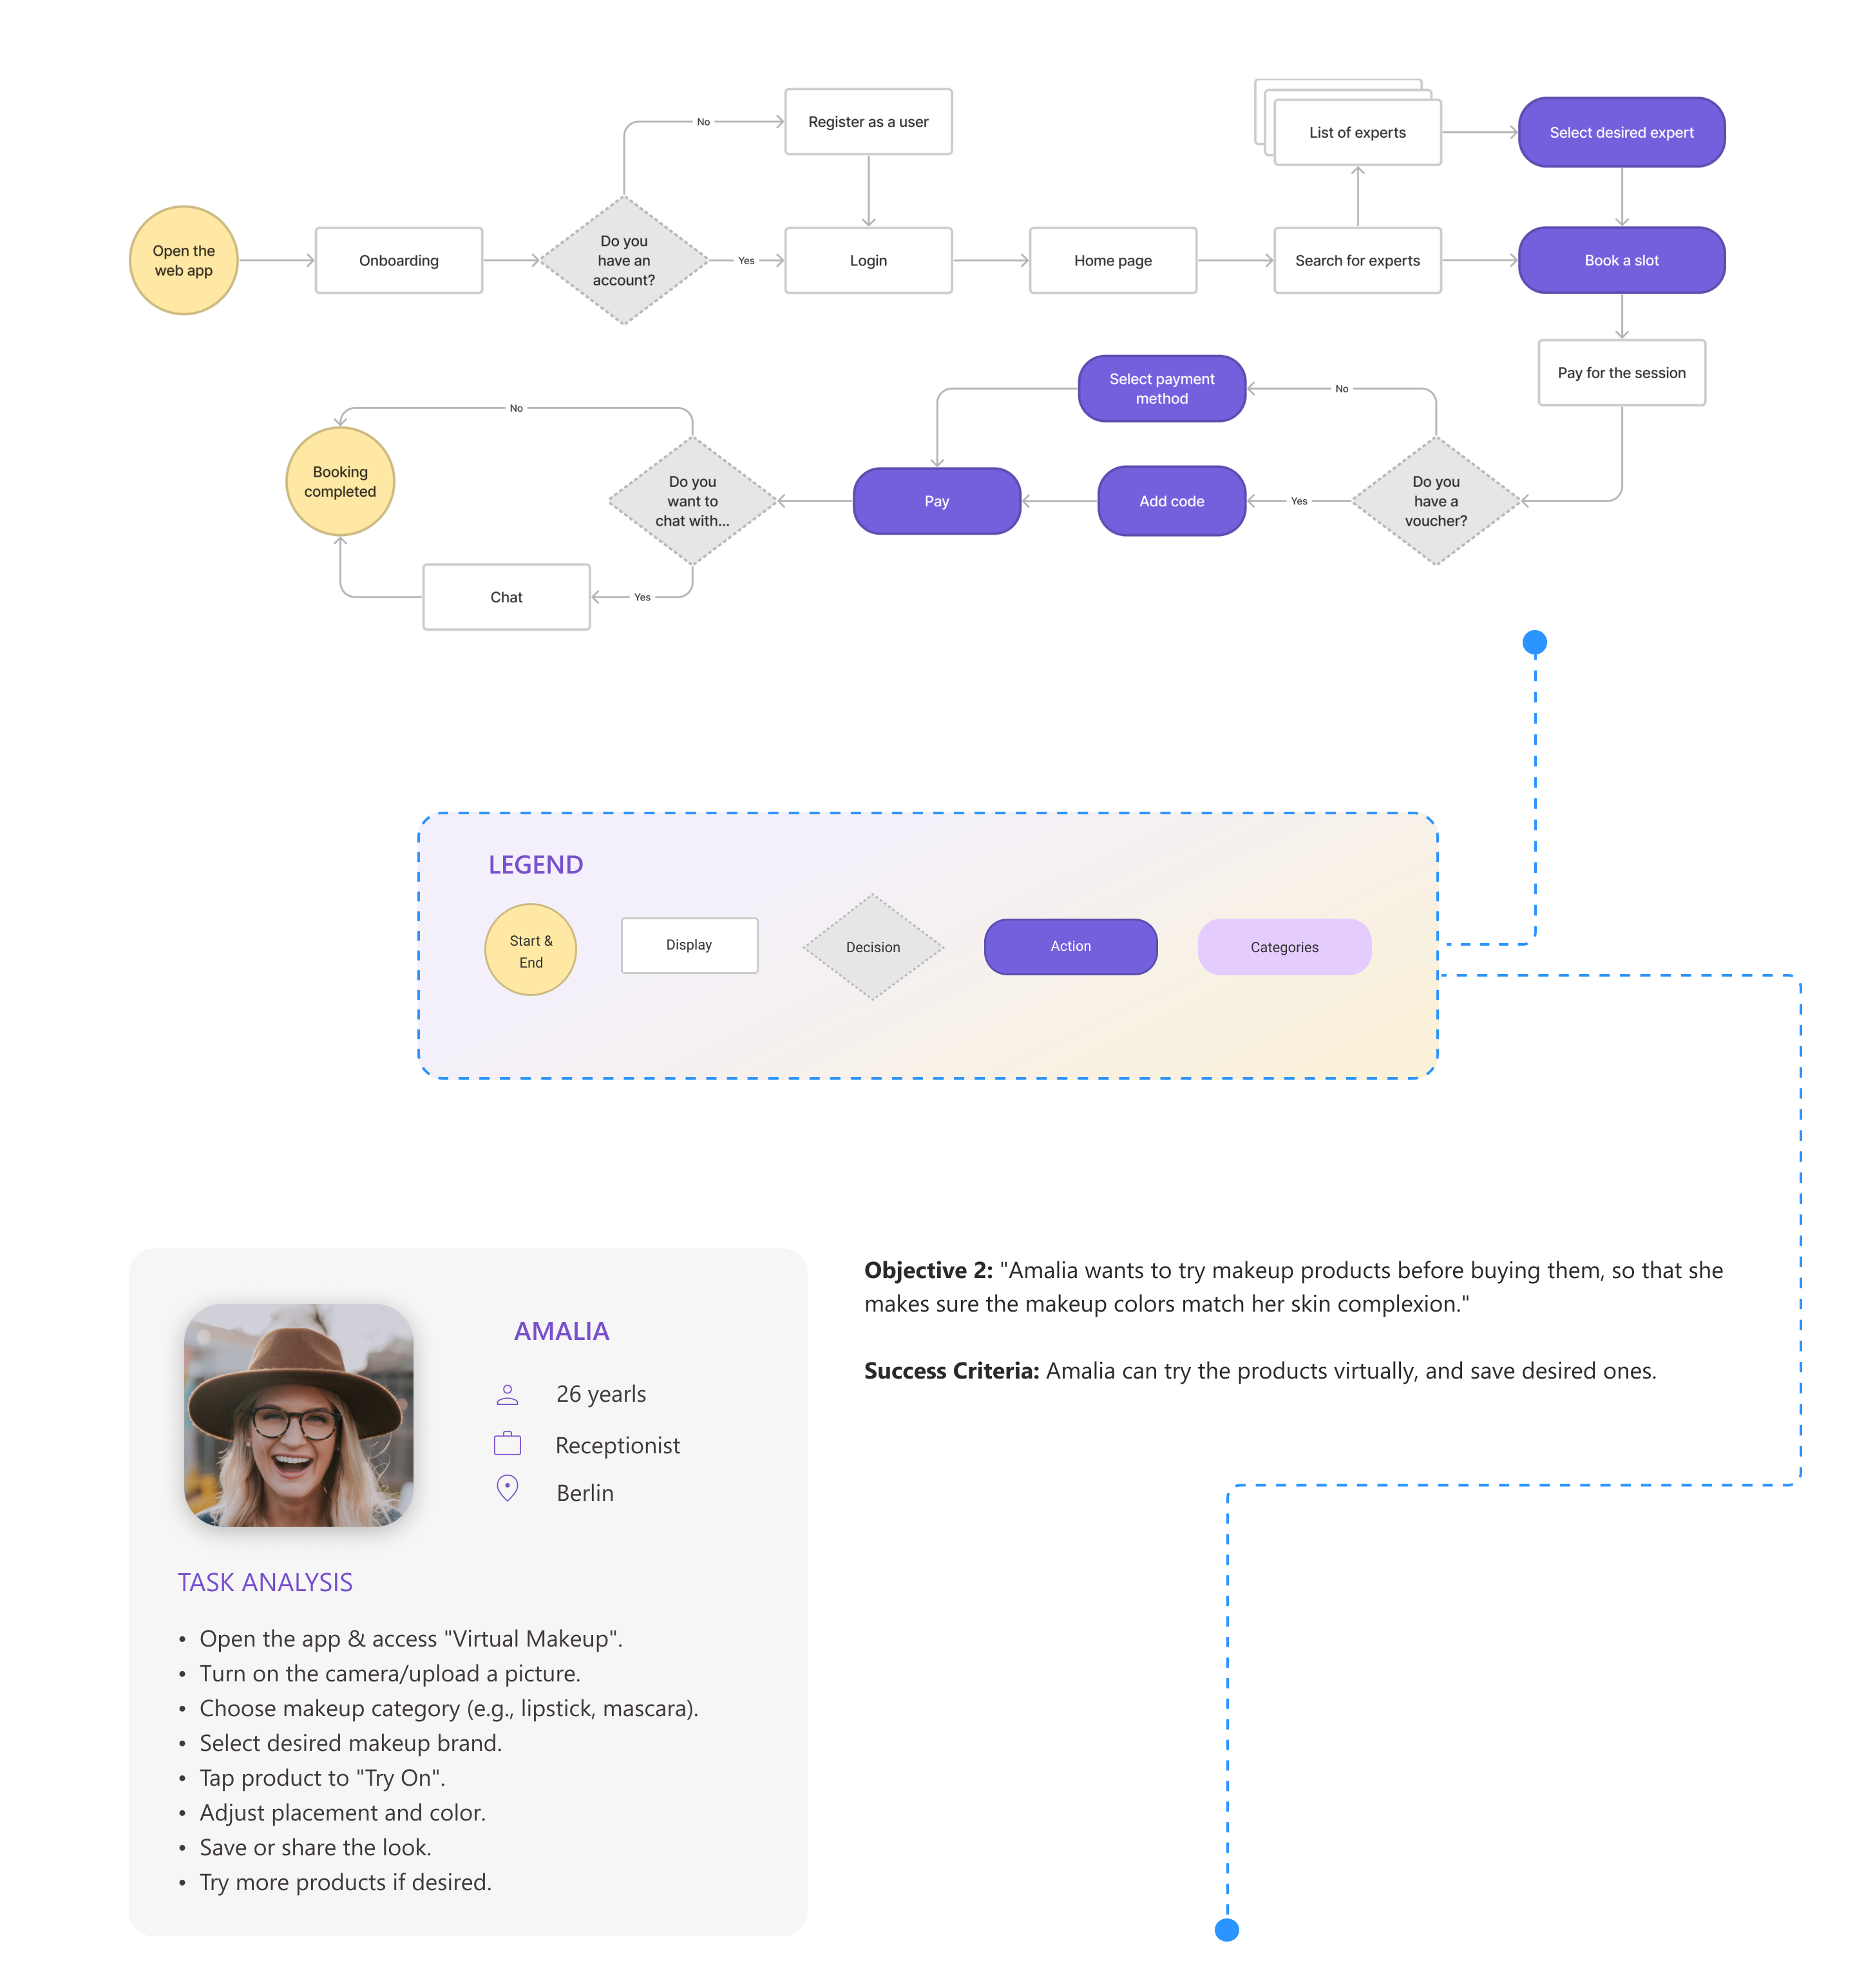 No
Register as a user
List of experts
Select desired expert
Open the
web app
Onboarding
Do you
have an
account?
Yes
Login
Home page
Search for experts
Book a slot
Select payment
method
No
Pay for the session
No
Booking
completed
Do you
want to
chat with...
Pay
Add code
Yes
Do you
have a
voucher?
Chat
Yes
LEGEND
Start &
End
Display
Decision
Action
Categories
AMALIA
26 yearls
Receptionist
Berlin
Objective 2: "Amalia wants to try makeup products before buying them, so that she
makes sure the makeup colors match her skin complexion."
Success Criteria: Amalia can try the products virtually, and save desired ones.
TASK ANALYSIS
• Open the app & access "Virtual Makeup".
• Turn on the camera/upload a picture.
• Choose makeup category (e.g., lipstick, mascara).
• Select desired makeup brand.
• Tap product to "Try On".
• Adjust placement and color.
• Save or share the look.
• Try more products if desired.